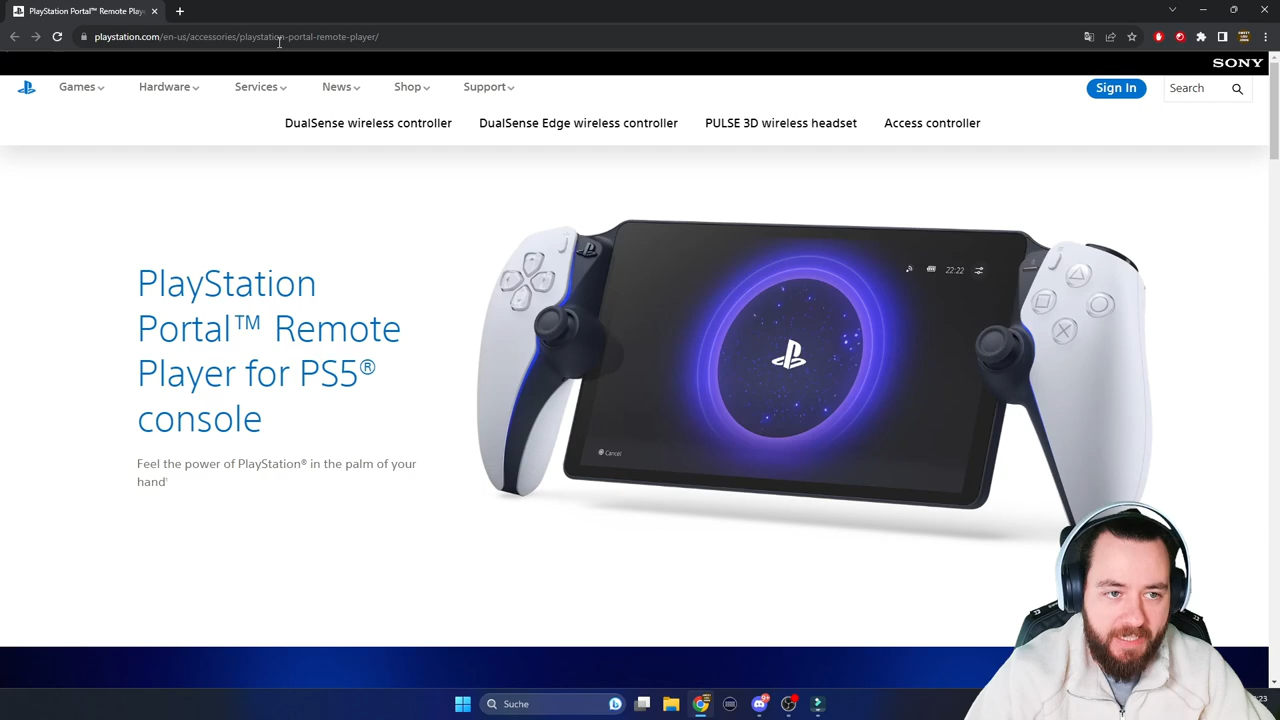 PlayStation Portal™ Remote Playe
playstation.com/en-us/accessories/playstation-portal-remote-player/
SONY
Games Hardware Services News Shop Support Sign In Search
DualSense wireless controller DualSense Edge wireless controller PULSE 3D wireless headset Access controller
22:22
PlayStation
Portal™ Remote
Player for PS5®
console
Cancel
Feel the power of PlayStation® in the palm of your
hand¹
Suche